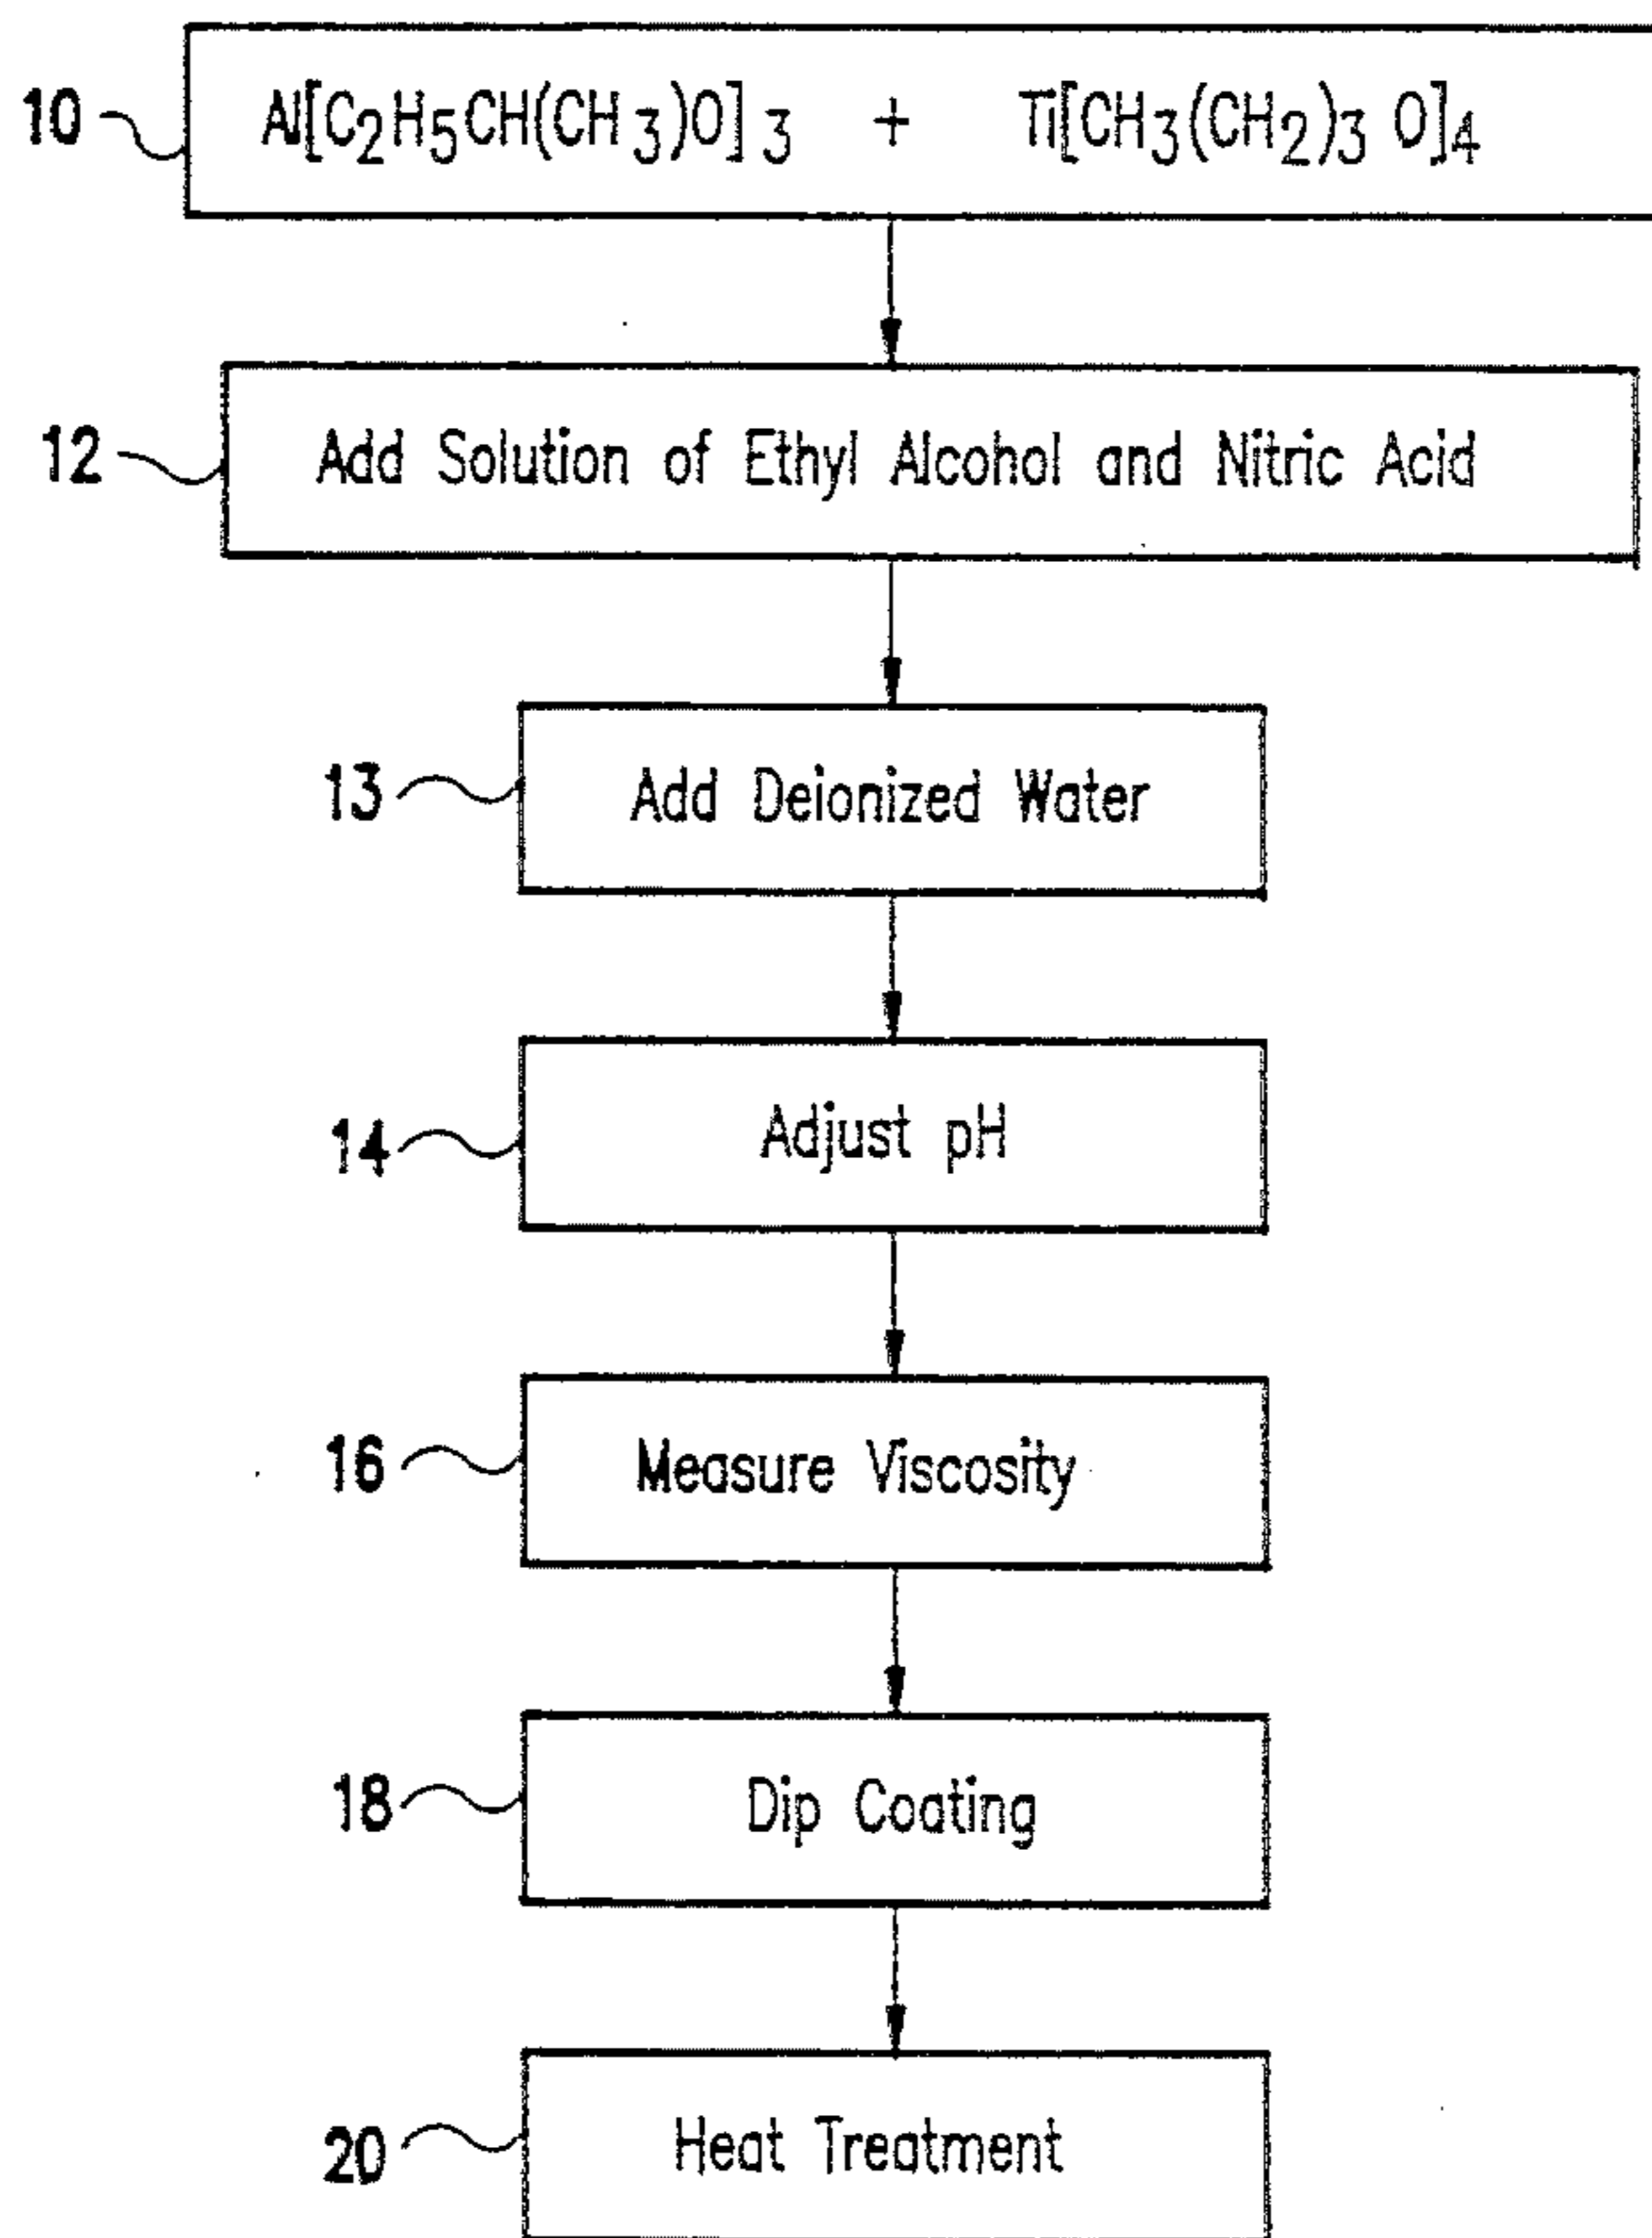 10 Al[C₂H₅CH(CH₃)O]₃ + Ti[CH₃(CH₂)₃ O]₄
12 Add Solution of Ethyl Alcohol and Nitric Acid
13 Add Deionized Water
14 Adjust pH
16 Measure Viscosity
18 Dip Coating
20 Heat Treatment